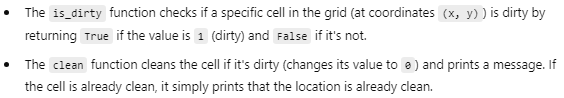 • The is_dirty function checks if a specific cell in the grid (at coordinates (x, y) ) is dirty by
returning True if the value is 1 (dirty) and False if it's not.
• The clean function cleans the cell if it's dirty (changes its value to 0 ) and prints a message. If
the cell is already clean, it simply prints that the location is already clean.